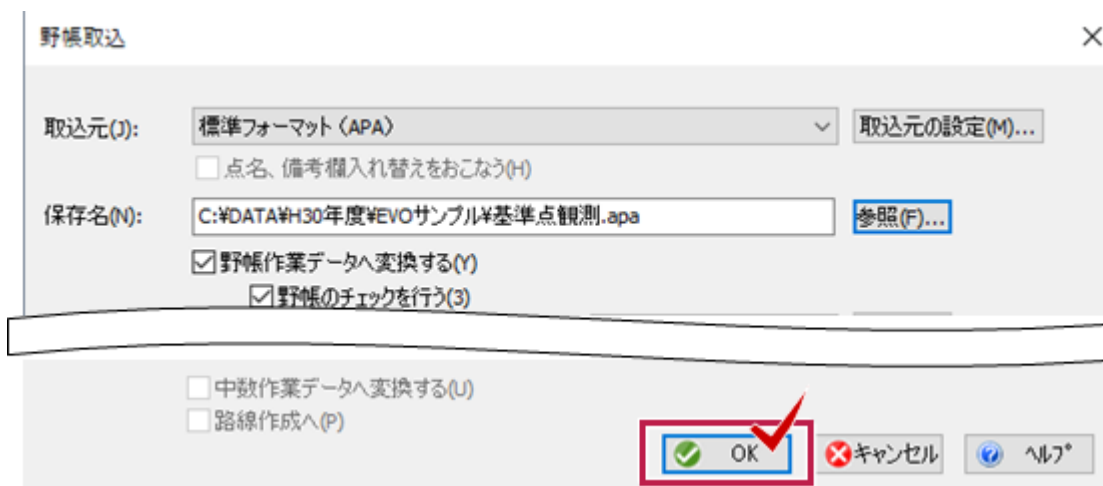 野帳取込
取込元(J): 標準フォーマット（APA） 取込元の設定(M)...
点名、備考欄入れ替えをおこなう(H)
保存名(N): C:¥DATA¥H30年度¥EVOサンプル¥基準点観測.apa 参照(F)...
野帳作業データへ変換する(Y)
野帳のチェックを行う(3)
中数作業データへ変換する(U)
路線作成へ(P)
OK キャンセル ヘルプ